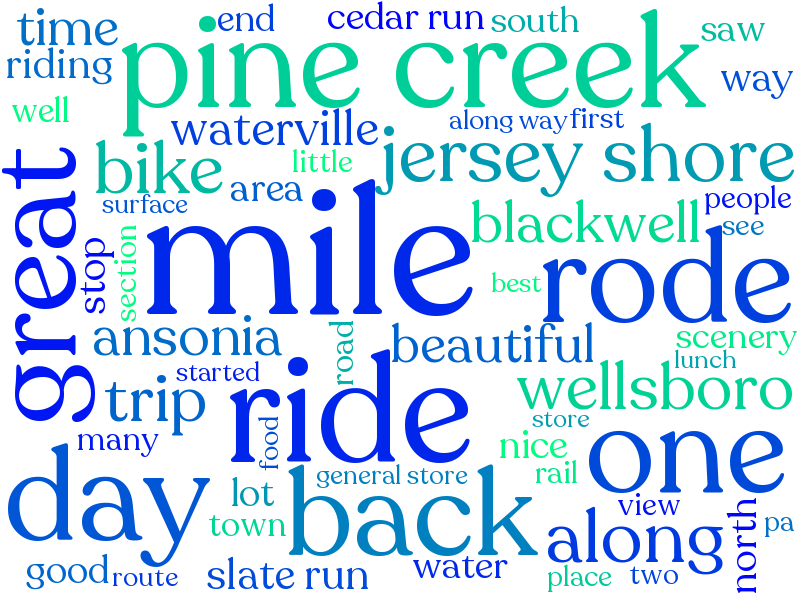 time
end
cedar run
south
saw
riding
pine creek
way
well
waterville
along way
first
bike
little
jersey shore
great
area
surface
people
mile
blackwell
see
stop
section
best
rode
ansonia
road
beautiful
scenery
lunch
started
trip
ride
wellsboro
store
many
food
nice
one
day
general store
rail
lot
back
view
town
along
north
pa
good
route
slate run
water
place
two